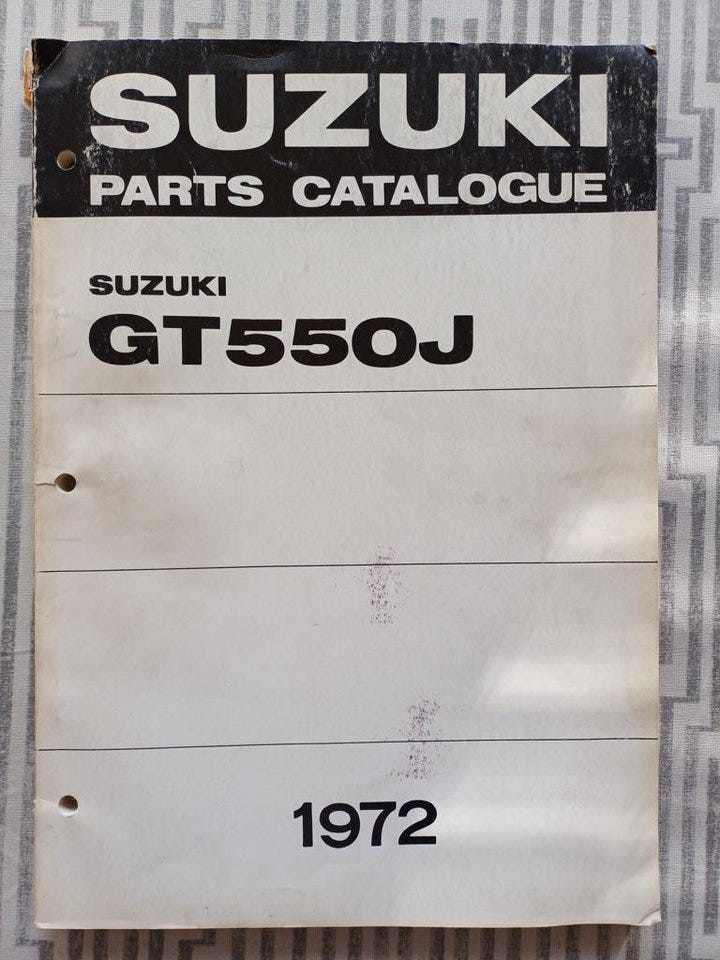 SUZUKI
PARTS CATALOGUE
SUZUKI
GT550J
1972